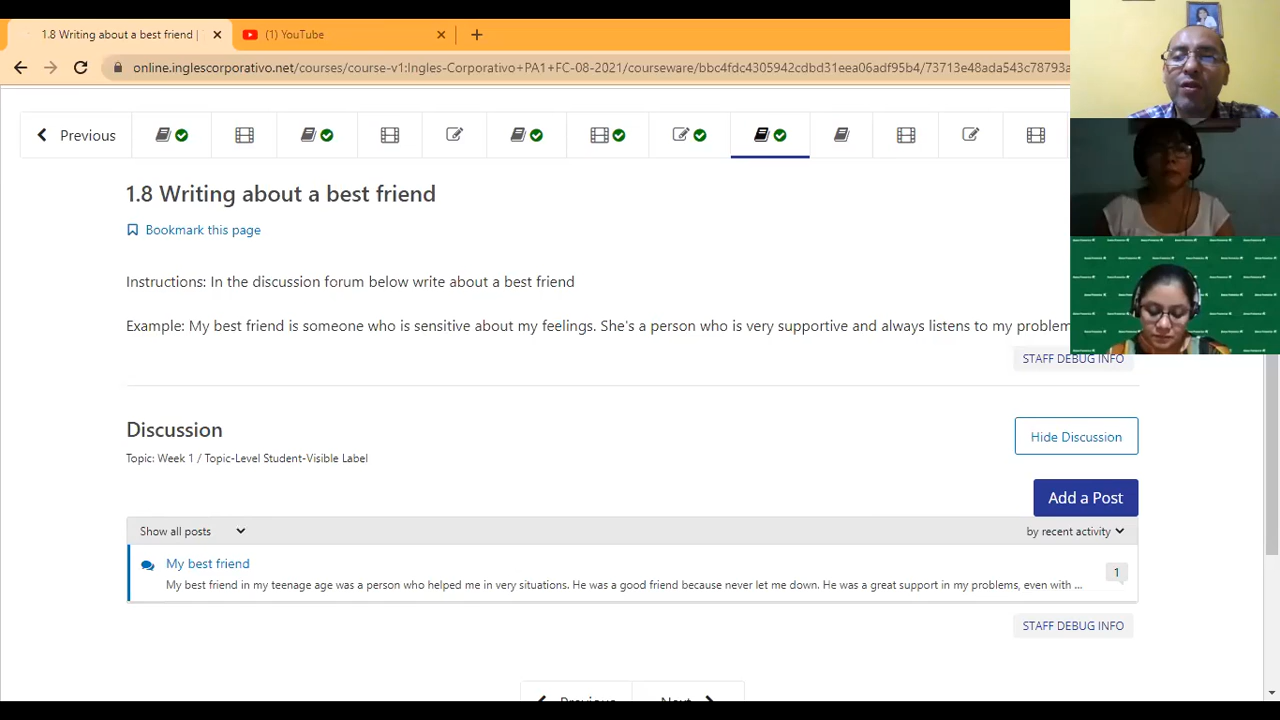 1.8 Writing about a best friend |
(1) YouTube
online.inglescorporativo.net/courses/course-v1:Ingles-Corporativo+PA1+FC-08-2021/courseware/bbc4fdc4305942cdbd31eea06adf95b4/73713e48ada543c78793a
Previous
1.8 Writing about a best friend
Bookmark this page
Instructions: In the discussion forum below write about a best friend
Example: My best friend is someone who is sensitive about my feelings. She's a person who is very supportive and always listens to my problem
STAFF DEBUG INFO
Discussion
Hide Discussion
Topic: Week 1 / Topic-Level Student-Visible Label
Add a Post
Show all posts
by recent activity
My best friend
1
My best friend in my teenage age was a person who helped me in very situations. He was a good friend because never let me down. He was a great support in my problems, even with ...
STAFF DEBUG INFO
Previous
Next